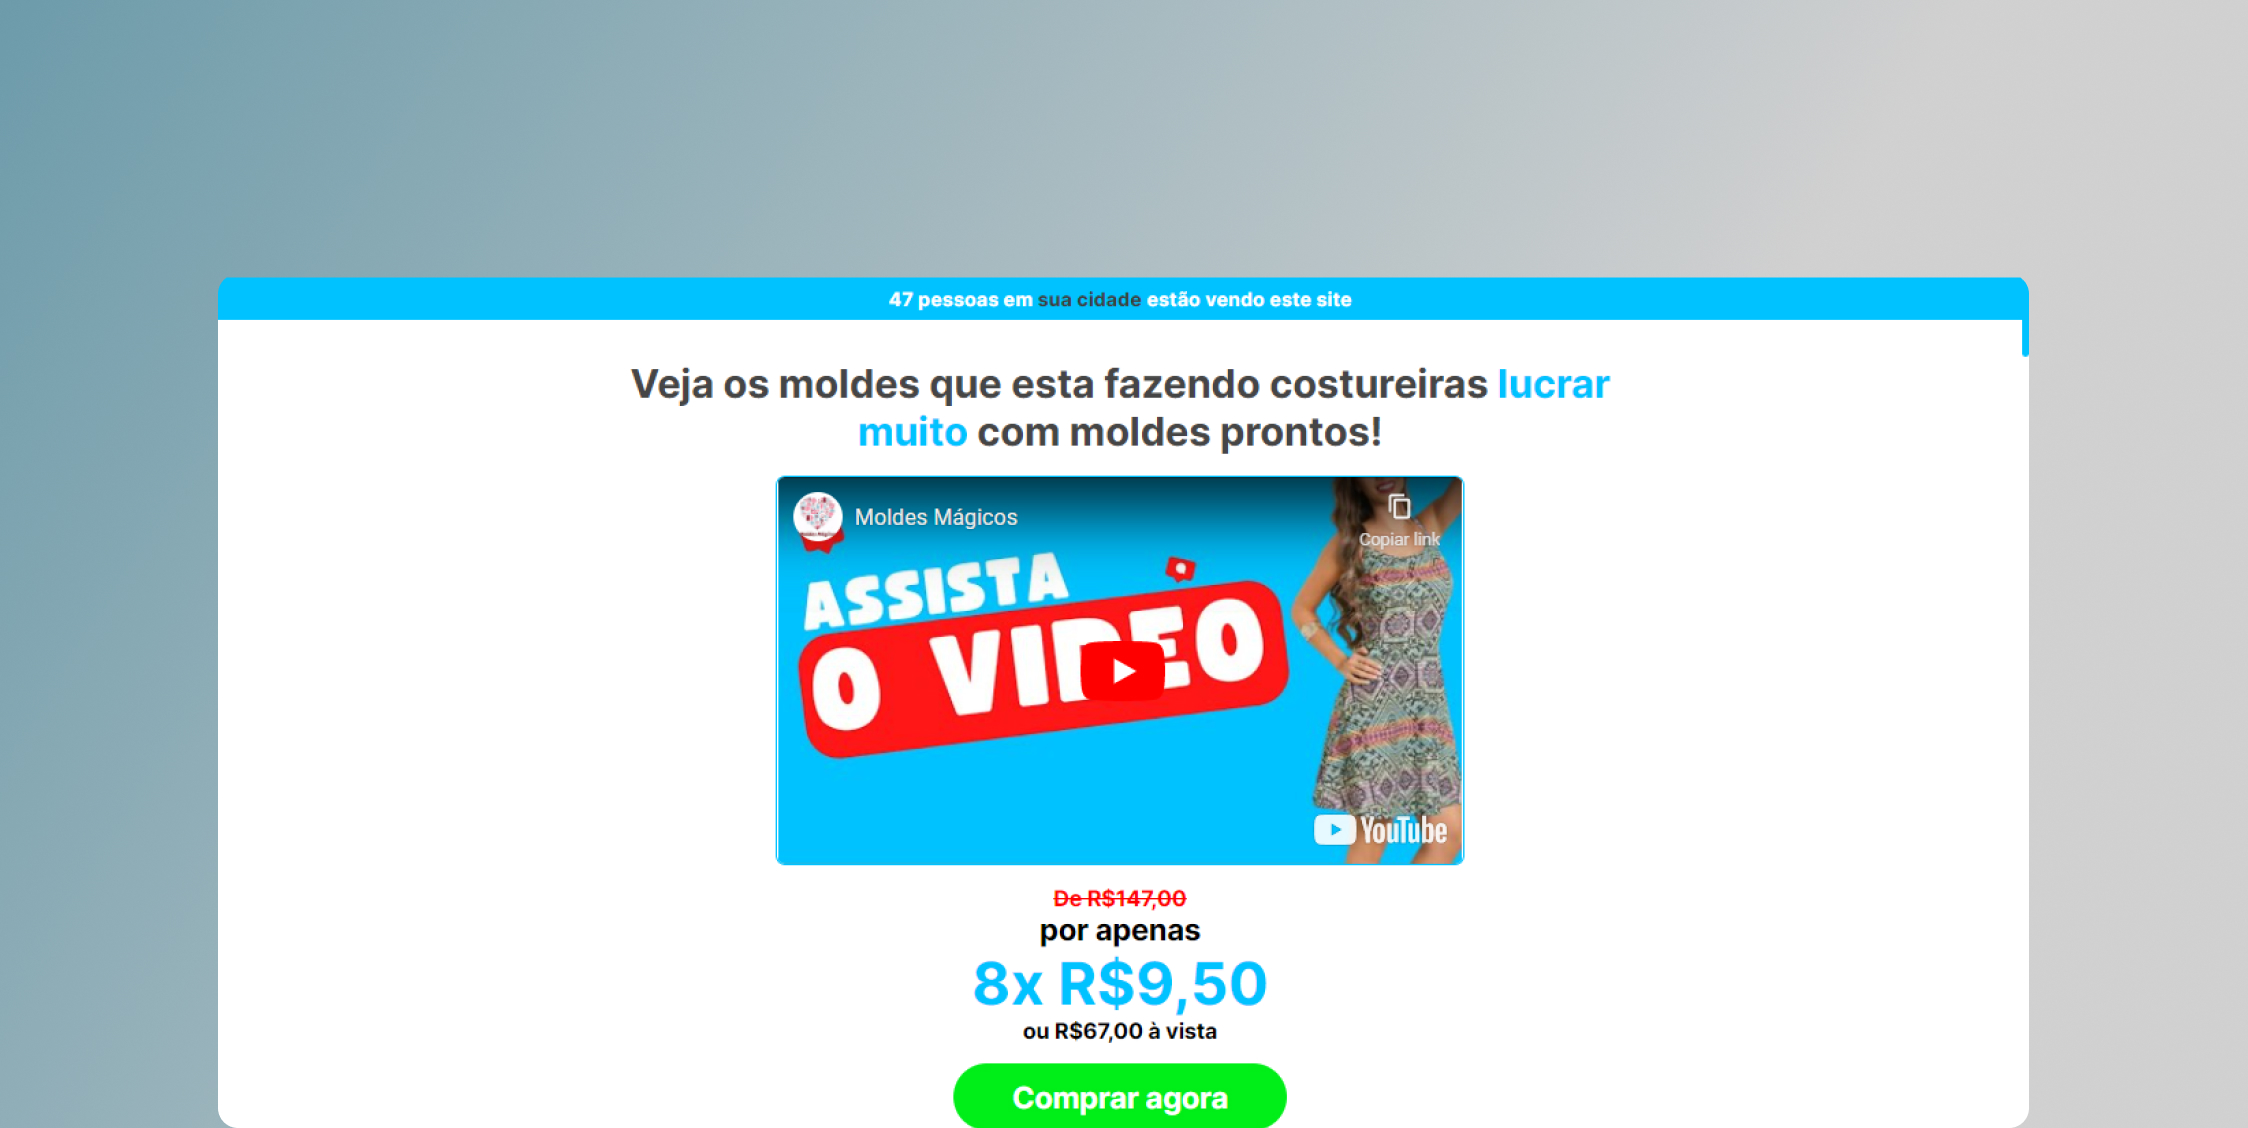 47 pessoas em sua cidade estão vendo este site
Veja os moldes que esta fazendo costureiras lucrar
muito com moldes prontos!
Moldes Mágicos
Copiar link
ASSISTA
O VIDEO
YouTube
De R$147,00
por apenas
8x R$9,50
ou R$67,00 à vista
Comprar agora